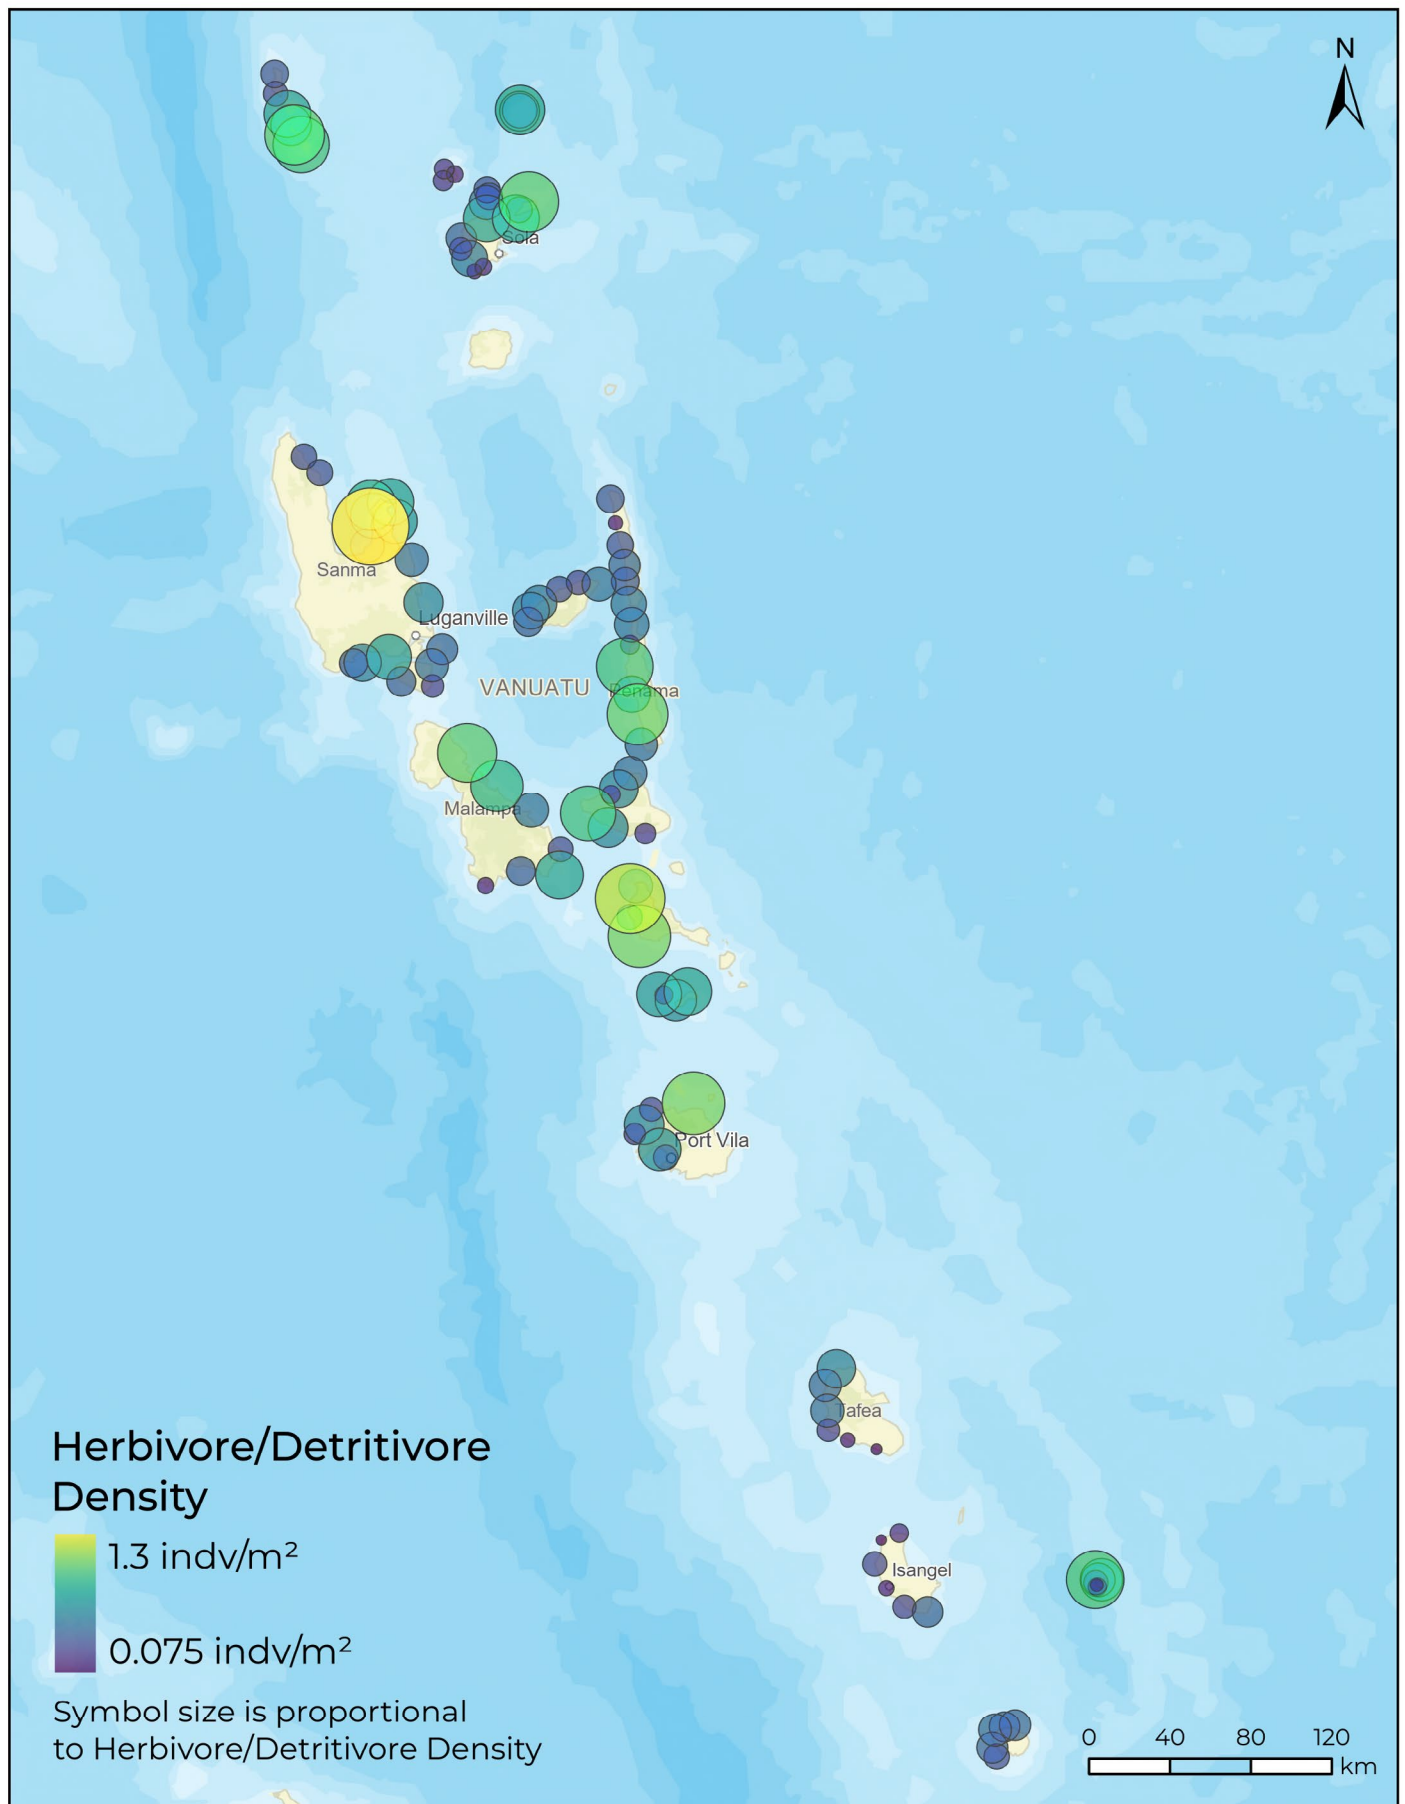 N
Sola
Sanma
Luganville
VANUATU
Penama
Malampa
Port Vila
Tafea
Isangel
Herbivore/Detritivore
Density
1.3 indv/m²
0.075 indv/m²
Symbol size is proportional
to Herbivore/Detritivore Density
0 40 80 120
km